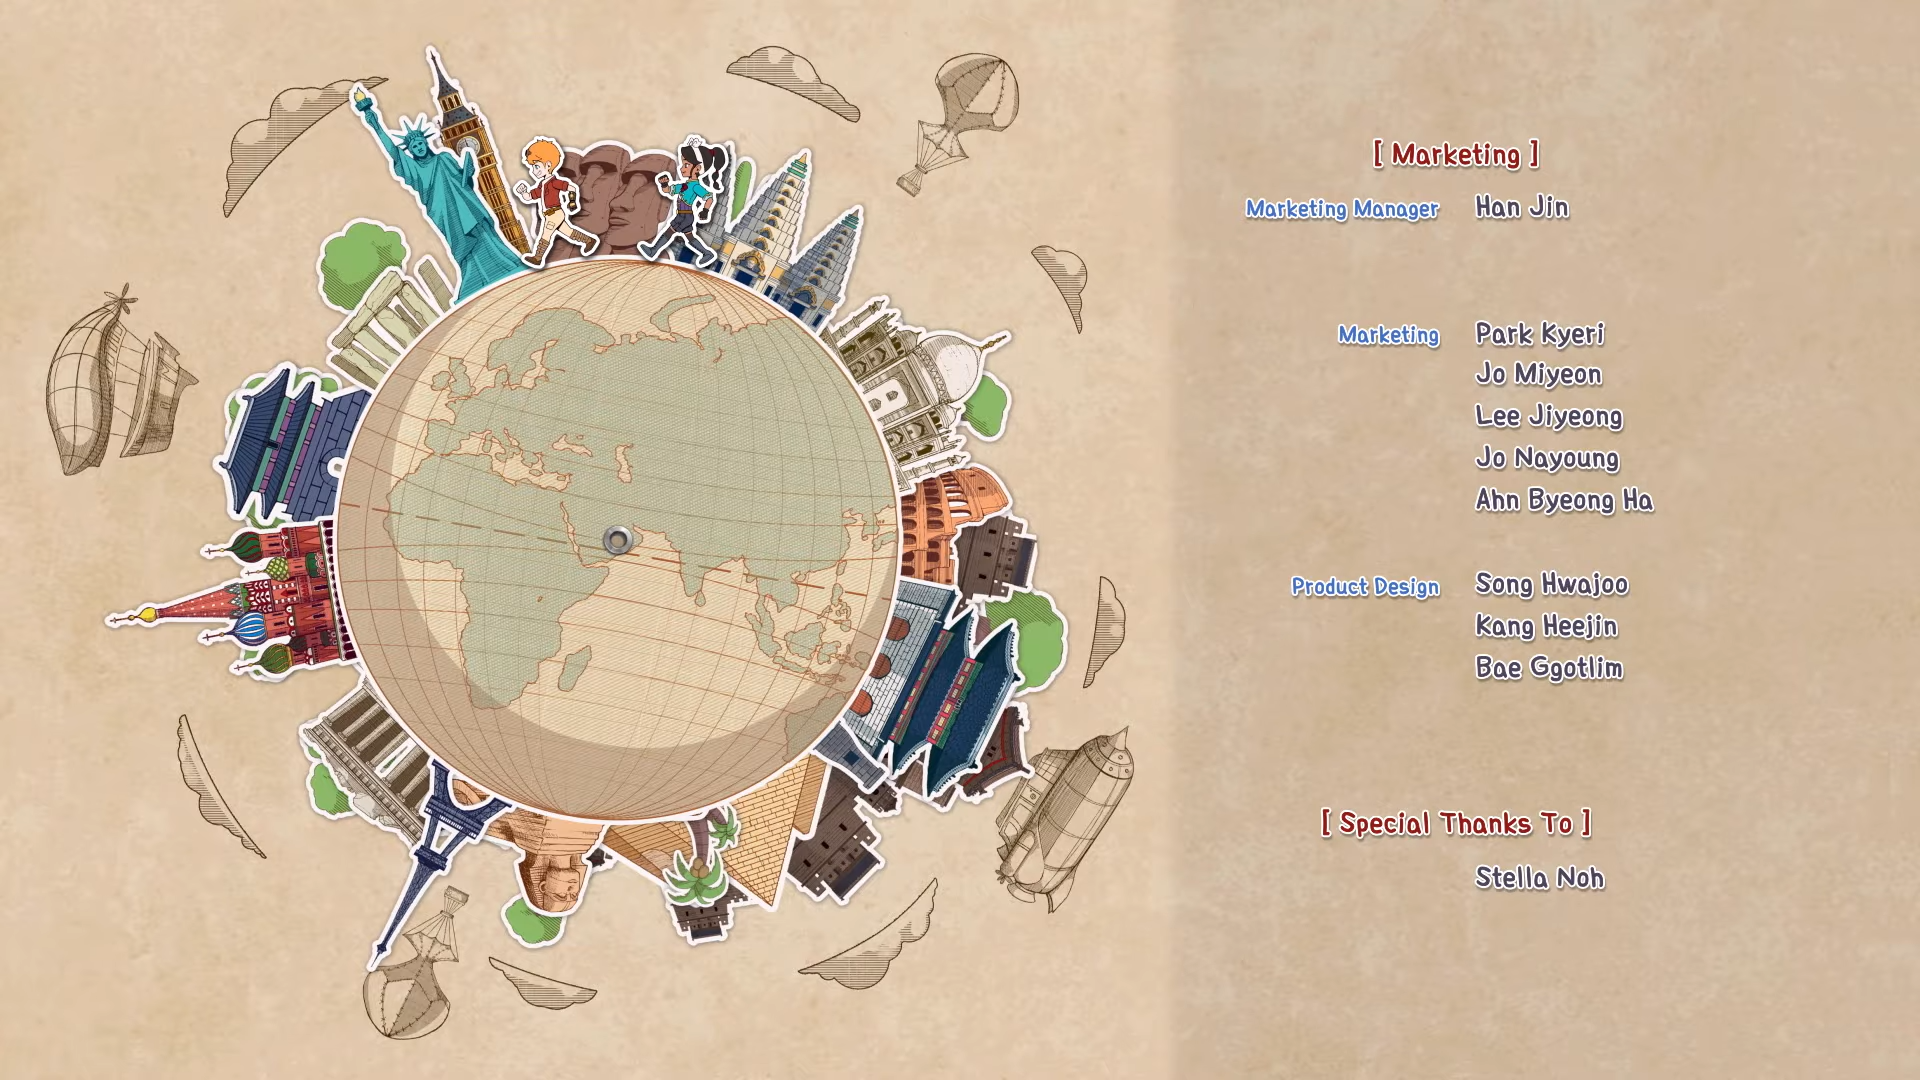 [ Marketing ]
Marketing Manager Han Jin
Marketing Park Kyeri
Jo Miyeon
Lee Jiyeong
Jo Nayoung
Ahn Byeong Ha
Product Design Song Hwajoo
Kang Heejin
Bae Ggotlim
[ Special Thanks To ]
Stella Noh